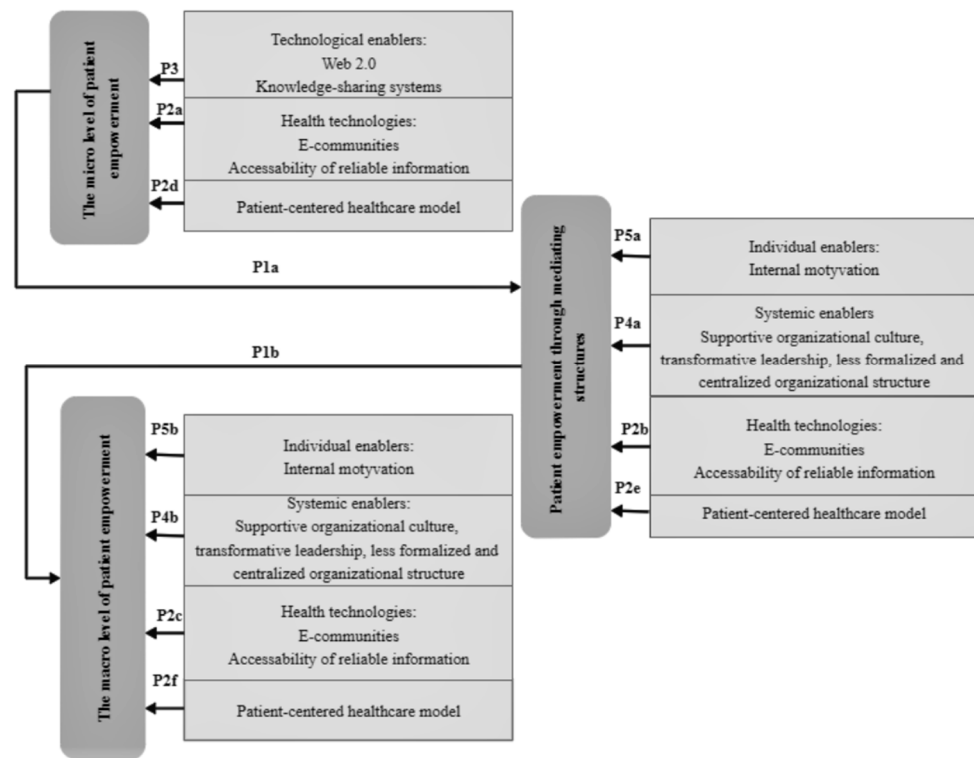 The micro level of patient
empowerment
P3
Technological enablers:
Web 2.0
Knowledge-sharing systems
P2a
Health technologies:
E-communities
Accessability of reliable information
P2d
Patient-centered healthcare model
P1a
Patient empowerment through mediating
structures
P5a
Individual enablers:
Internal motyvation
P4a
Systemic enablers
Supportive organizational culture,
transformative leadership, less formalized and
centralized organizational structure
P2b
Health technologies:
E-communities
Accessability of reliable information
P2e
Patient-centered healthcare model
P1b
The macro level of patient empowerment
P5b
Individual enablers:
Internal motyvation
P4b
Systemic enablers:
Supportive organizational culture,
transformative leadership, less formalized and
centralized organizational structure
P2c
Health technologies:
E-communities
Accessability of reliable information
P2f
Patient-centered healthcare model